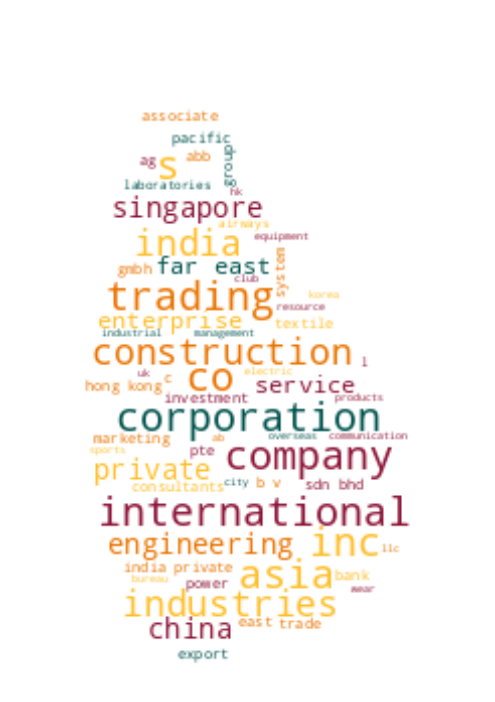 associate
pacific
ag s abb group
laboratories
hk
singapore
airways
india equipment
gmbh far east
club system
trading korea
resource
enterprise textile
industrial management
construction l
uk co electric
hong kong c service
investment products
corporation
marketing ab overseas communication
sports pte company
private
consultants city b v sdn bhd
international
engineering inc llc
india private asia bank
bureau power wear
industries
china east trade
export